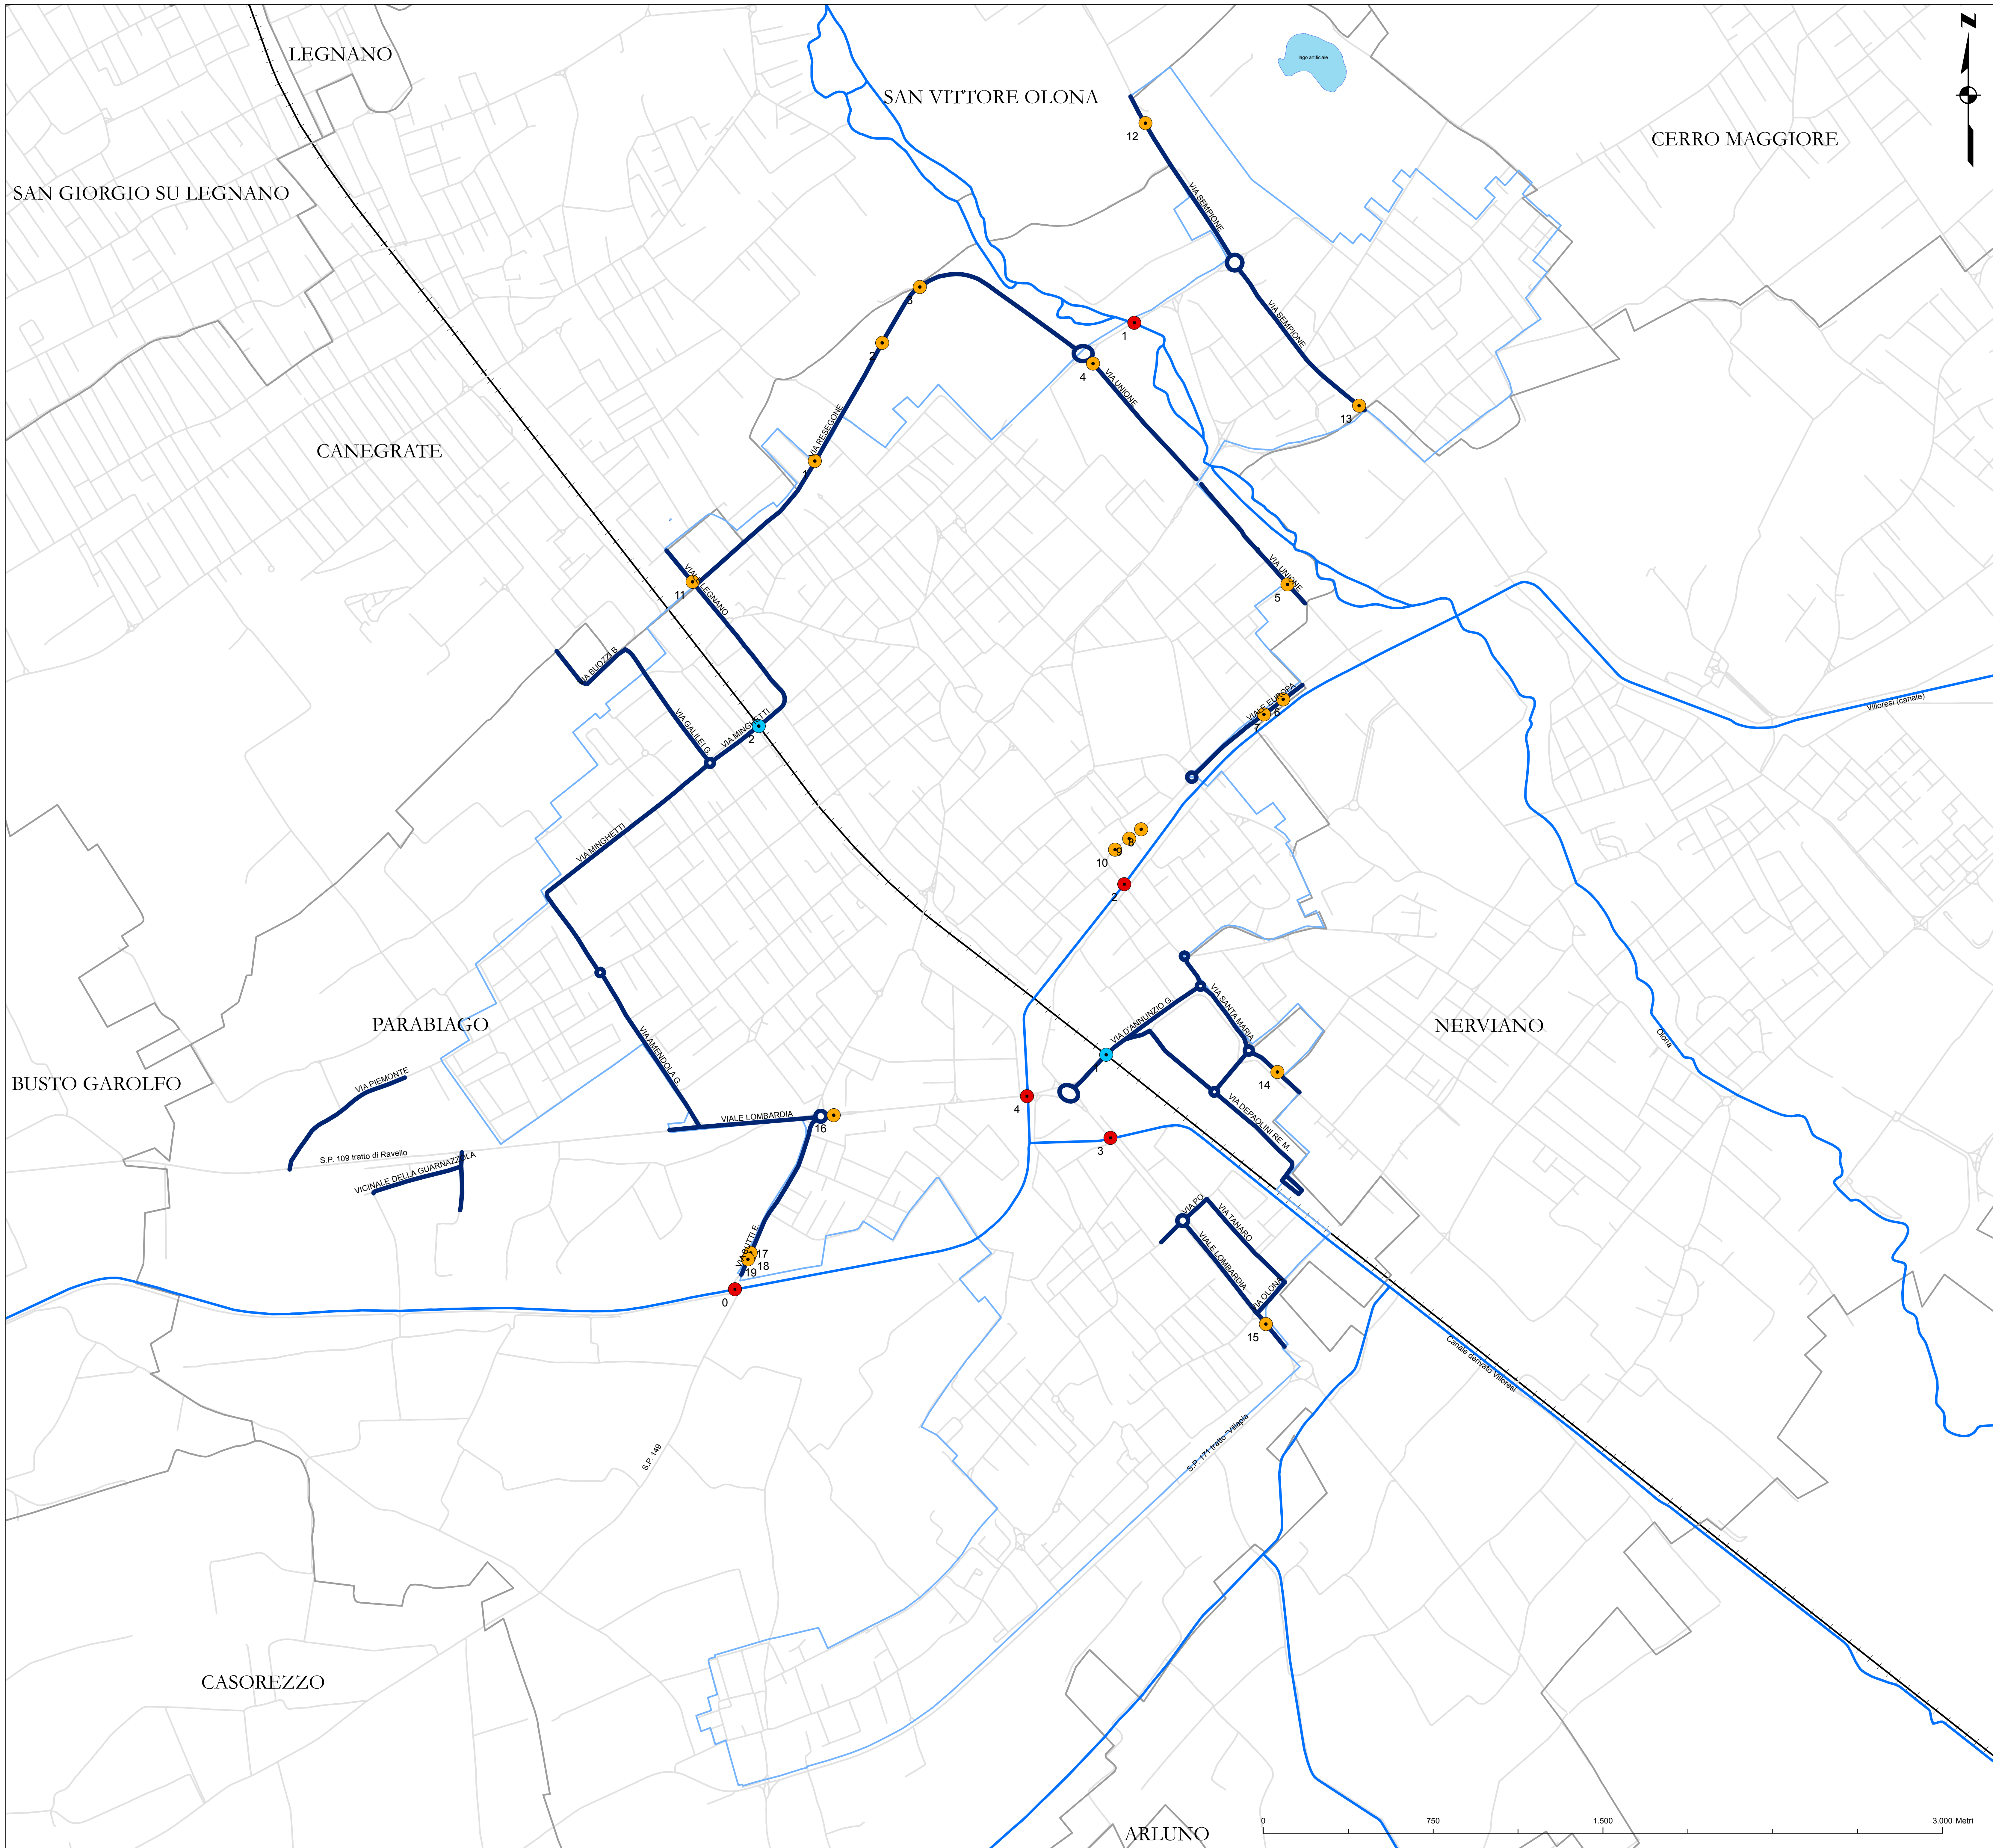 N
LEGNANO
lago artificiale
SAN VITTORE OLONA
12
CERRO MAGGIORE
SAN GIORGIO SU LEGNANO
VIA SEMPIONE
3
VIA SEMPIONE
1
2
4
VIA UNIONE
13
VIA RESEGONE
CANEGRATE
1
VIALE LEGNANO
11
VIA UNIONE
5
VIA BUOZZI B.
VIA GALILEI G.
VIA MINGHETTI
2
VIALE EUROPA
6
7
Villoresi (canale)
VIA MINGHETTI
8
9
10
2
VIA SANTA MARIA
VIA D'ANNUNZIO G.
PARABIAGO
NERVIANO
Olona
VIA AMENDOLA G.
1
BUSTO GAROLFO
VIA PIEMONTE
14
4
VIALE LOMBARDIA
16
VIA DEPAOLINI RE M.
3
S.P. 109 tratto di Ravello
VICINALE DELLA GUARNAZZOLA
VIA PO
VIA TANARO
VIALE LOMBARDIA
VIA BUTTI E.
17
18
19
VIA OLONA
0
15
Canale derivato Villoresi
S.P. 149
S.P. 171 tratto "Villapia
CASOREZZO
ARLUNO
0 750 1.500 3.000 Metri